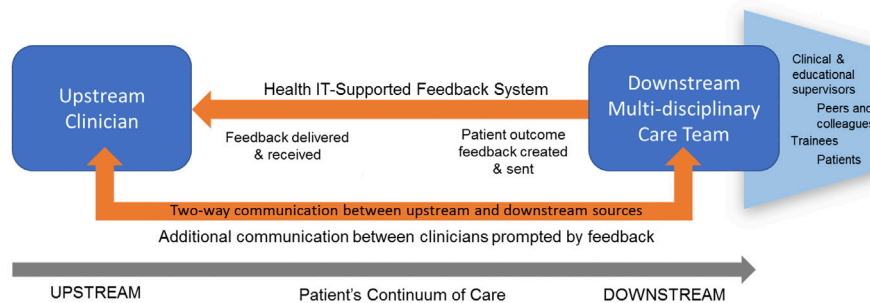 Upstream
Clinician
Health IT-Supported Feedback System
Feedback delivered
& received
Patient outcome
feedback created
& sent
Downstream
Multi-disciplinary
Care Team
Clinical &
educational
supervisors
Peers and
colleagues
Trainees
Patients
Two-way communication between upstream and downstream sources
Additional communication between clinicians prompted by feedback
UPSTREAM
Patient's Continuum of Care
DOWNSTREAM